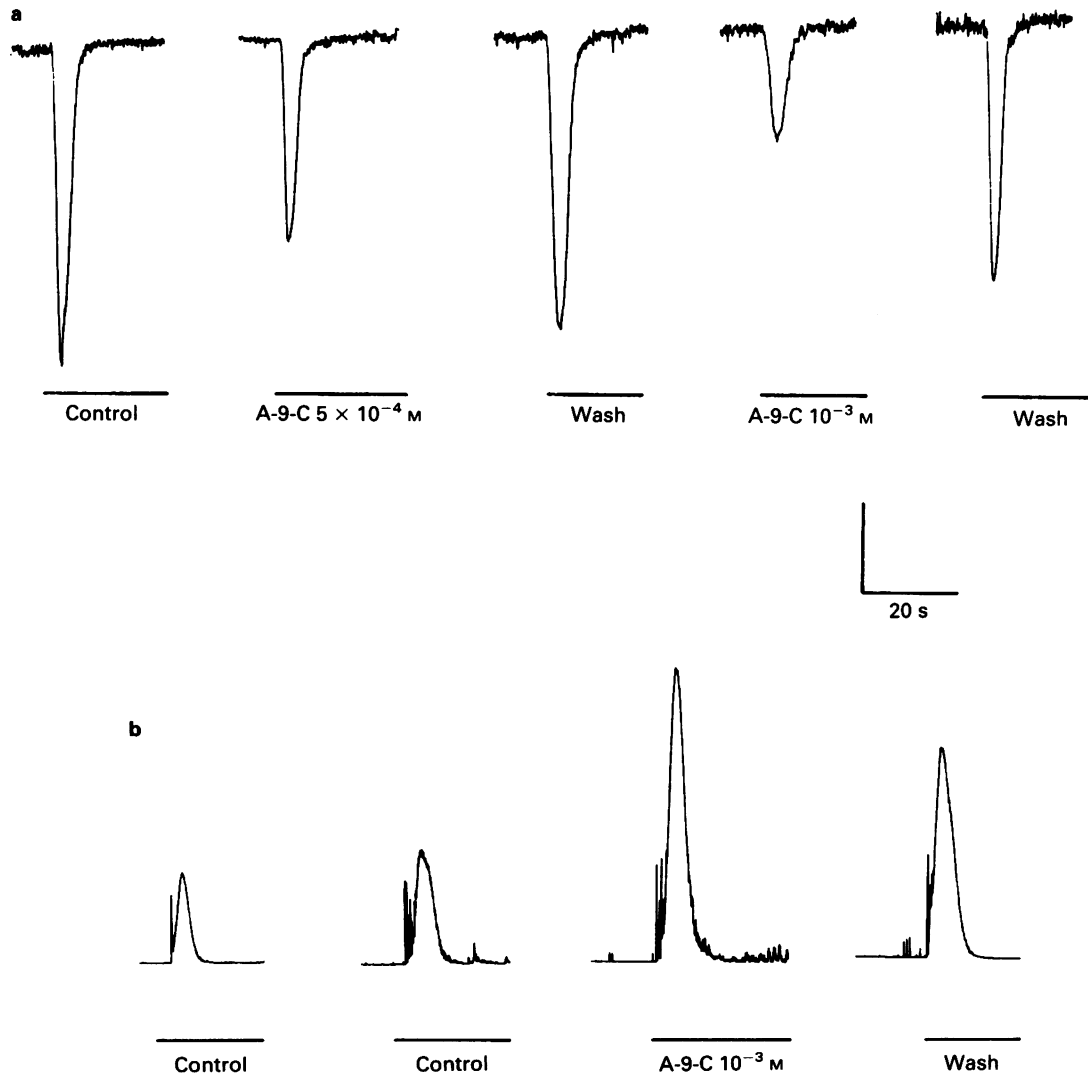 a
Control
A-9-C 5 × 10⁻⁴ M
Wash
A-9-C 10⁻³ M
Wash
20 s
b
Control
Control
A-9-C 10⁻³ M
Wash